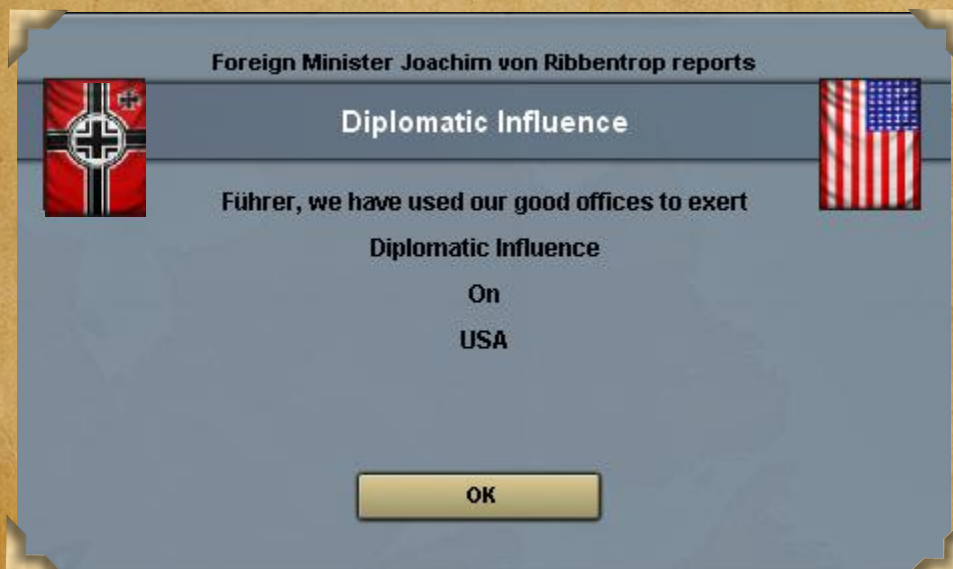 Foreign Minister Joachim von Ribbentrop reports
Diplomatic Influence
Führer, we have used our good offices to exert
Diplomatic Influence
On
USA
OK